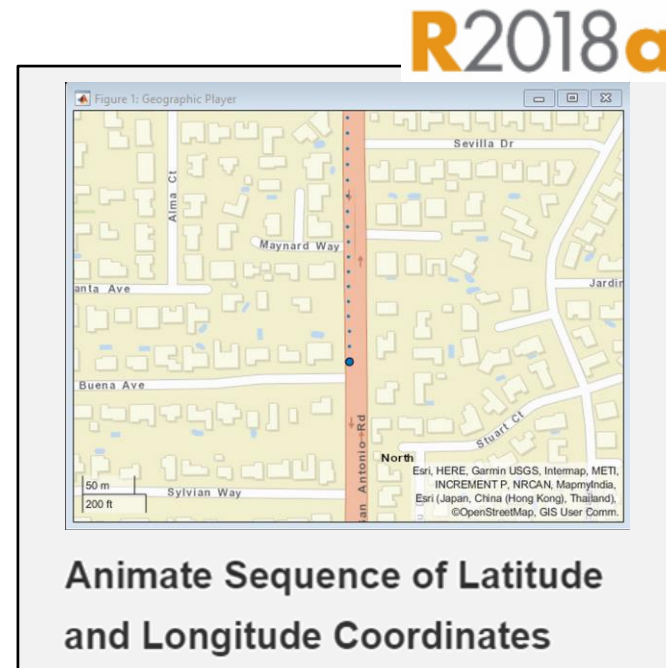 R2018a
Figure 1: Geographic Player
Sevilla Dr
Alma Ct
Maynard Way
anta Ave
Jardin
Buena Ave
Stuart Ct
San Antonio Rd
North
Sylvian Way
50 m
200 ft
Esri, HERE, Garmin USGS, Intermap, METI,
INCREMENT P, NRCAN, MapmyIndia,
Esri (Japan, China (Hong Kong), Thailand),
©OpenStreetMap, GIS User Comm.
Animate Sequence of Latitude
and Longitude Coordinates